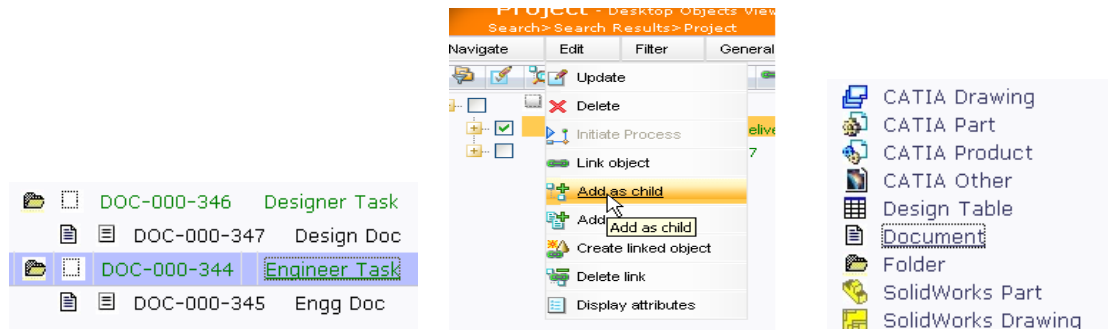 DOC-000-346 Designer Task
DOC-000-347 Design Doc
DOC-000-344 Engineer Task
DOC-000-345 Engg Doc
Project - Desktop Objects View
Search> Search Results> Project
Navigate Edit Filter General
Update
Delete
Initiate Process
Link object
Add as child
Add
Add as child
Create linked object
Delete link
Display attributes
7
CATIA Drawing
CATIA Part
CATIA Product
CATIA Other
Design Table
Document
Folder
SolidWorks Part
SolidWorks Drawing